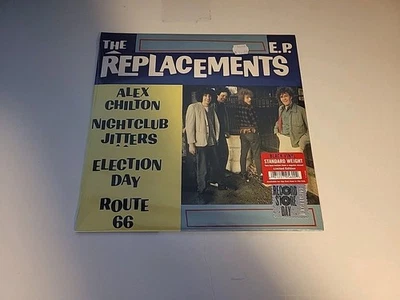 THE
E.P.
REPLACEMENTS
ALEX
CHILTON
NIGHTCLUB
JITTERS
ELECTION
DAY
ROUTE
66
STANDARD WEIGHT
RECORD
STORE
DAY